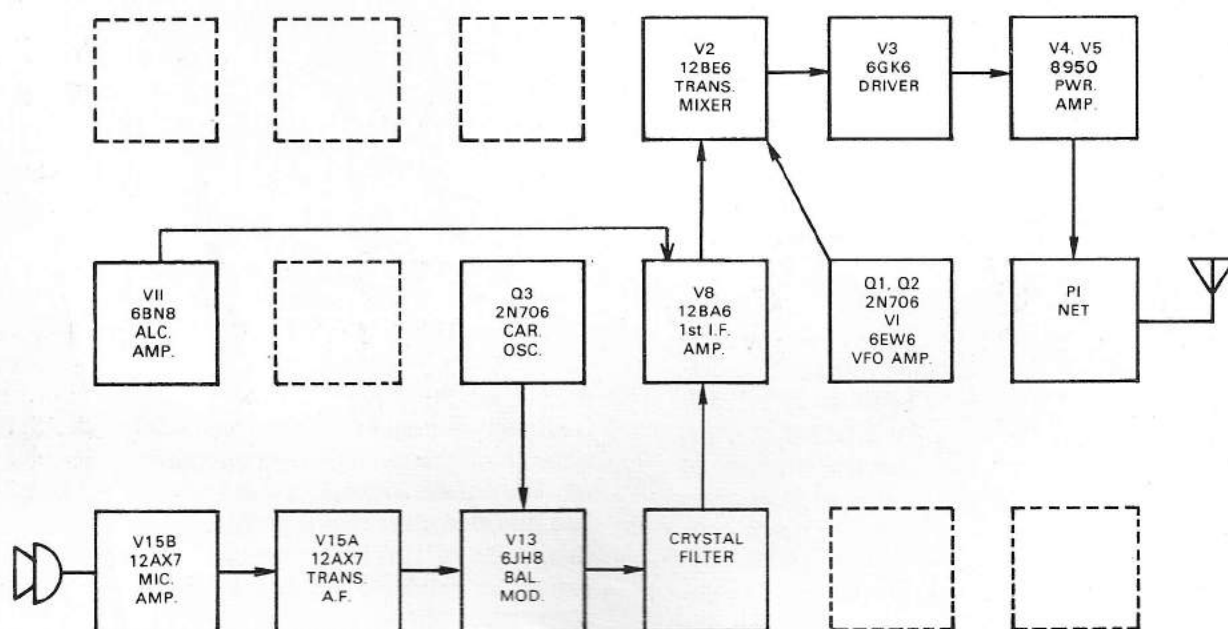 V2
12BE6
TRANS.
MIXER
V3
6GK6
DRIVER
V4, V5
8950
PWR.
AMP.
VII
6BN8
ALC.
AMP.
Q3
2N706
CAR.
OSC.
V8
12BA6
1st I.F.
AMP.
Q1, Q2
2N706
VI
6EW6
VFO AMP.
PI
NET
V15B
12AX7
MIC.
AMP.
V15A
12AX7
TRANS.
A.F.
V13
6JH8
BAL.
MOD.
CRYSTAL
FILTER